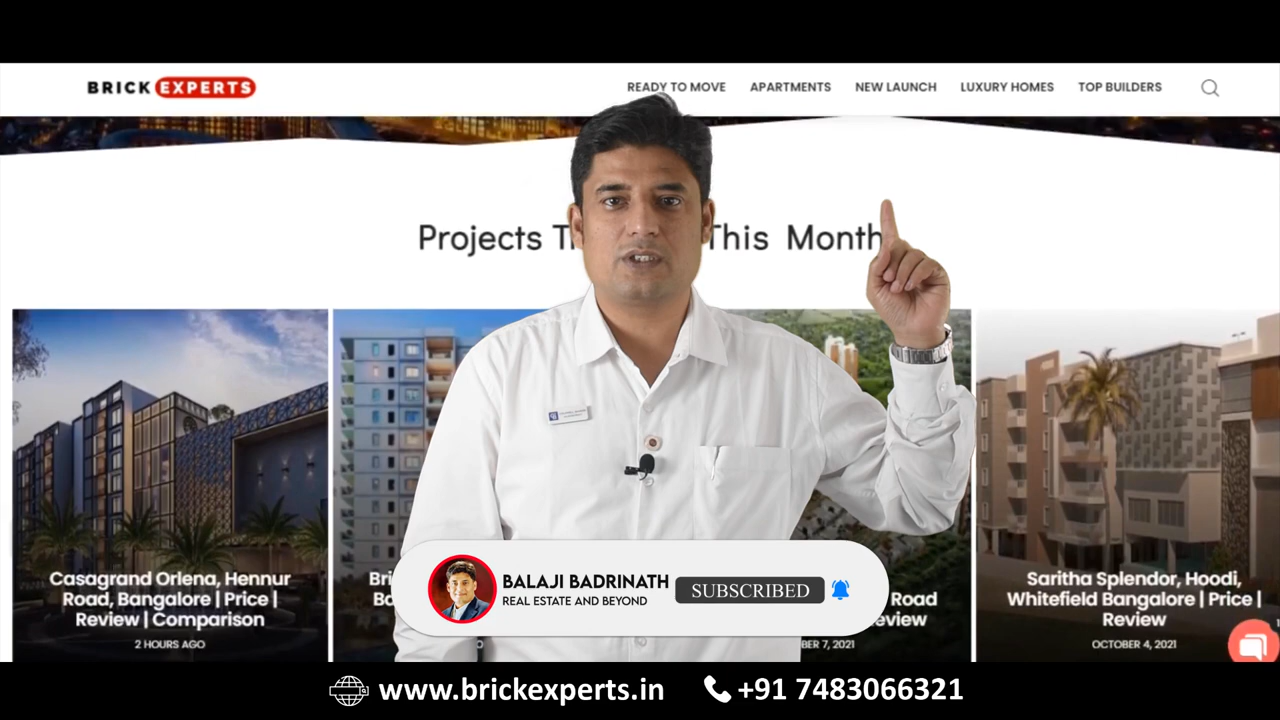 BRICK EXPERTS
READY TO MOVE APARTMENTS NEW LAUNCH LUXURY HOMES TOP BUILDERS
Projects This Month
Casagrand Orlena, Hennur
Road, Bangalore | Price |
Review | Comparison
2 HOURS AGO
Road
7, 2021
Saritha Splendor, Hoodi,
Whitefield Bangalore | Price |
Review
OCTOBER 4, 2021
BALAJI BADRINATH
REAL ESTATE AND BEYOND
SUBSCRIBED
www.brickexperts.in +91 7483066321